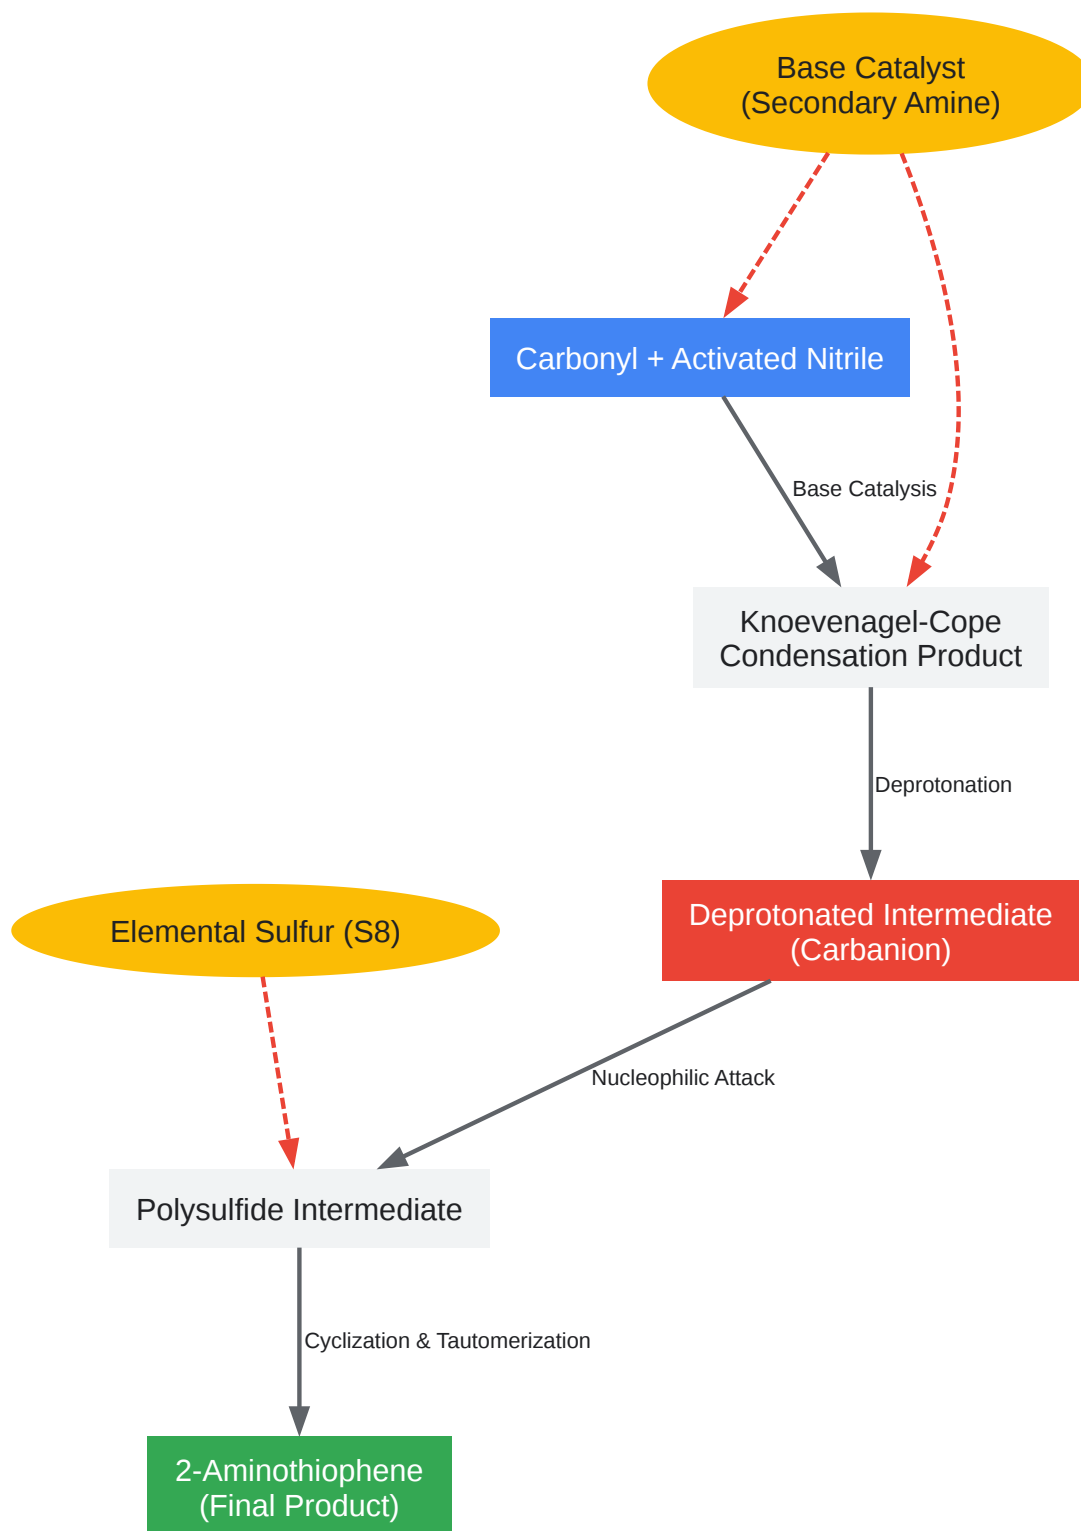 Base Catalyst
(Secondary Amine)
Carbonyl + Activated Nitrile
Base Catalysis
Knoevenagel-Cope
Condensation Product
Deprotonation
Elemental Sulfur (S8)
Deprotonated Intermediate
(Carbanion)
Nucleophilic Attack
Polysulfide Intermediate
Cyclization & Tautomerization
2-Aminothiophene
(Final Product)